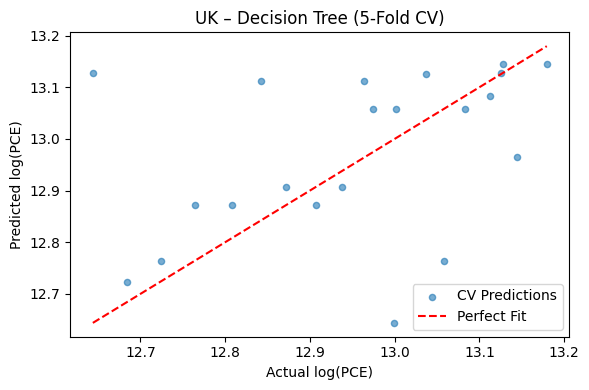 UK – Decision Tree (5-Fold CV)
Predicted log(PCE)
13.2
13.1
13.0
12.9
12.8
12.7
CV Predictions
Perfect Fit
12.7 12.8 12.9 13.0 13.1 13.2
Actual log(PCE)